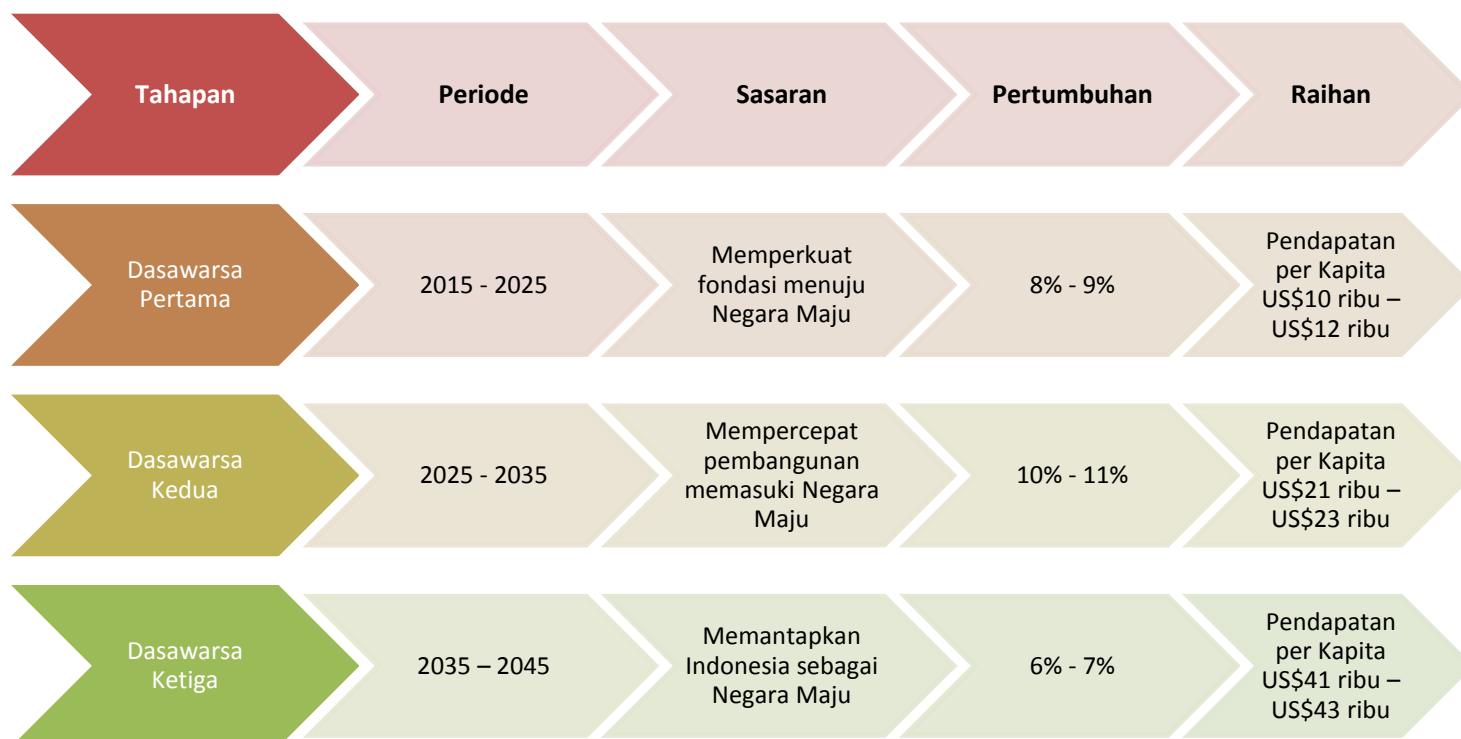 Tahapan
Periode
Sasaran
Pertumbuhan
Raihan
Dasawarsa
Pertama
2015 - 2025
Memperkuat
fondasi menuju
Negara Maju
8% - 9%
Pendapatan
per Kapita
US$10 ribu –
US$12 ribu
Dasawarsa
Kedua
2025 - 2035
Mempercepat
pembangunan
memasuki Negara
Maju
10% - 11%
Pendapatan
per Kapita
US$21 ribu –
US$23 ribu
Dasawarsa
Ketiga
2035 – 2045
Memantapkan
Indonesia sebagai
Negara Maju
6% - 7%
Pendapatan
per Kapita
US$41 ribu –
US$43 ribu